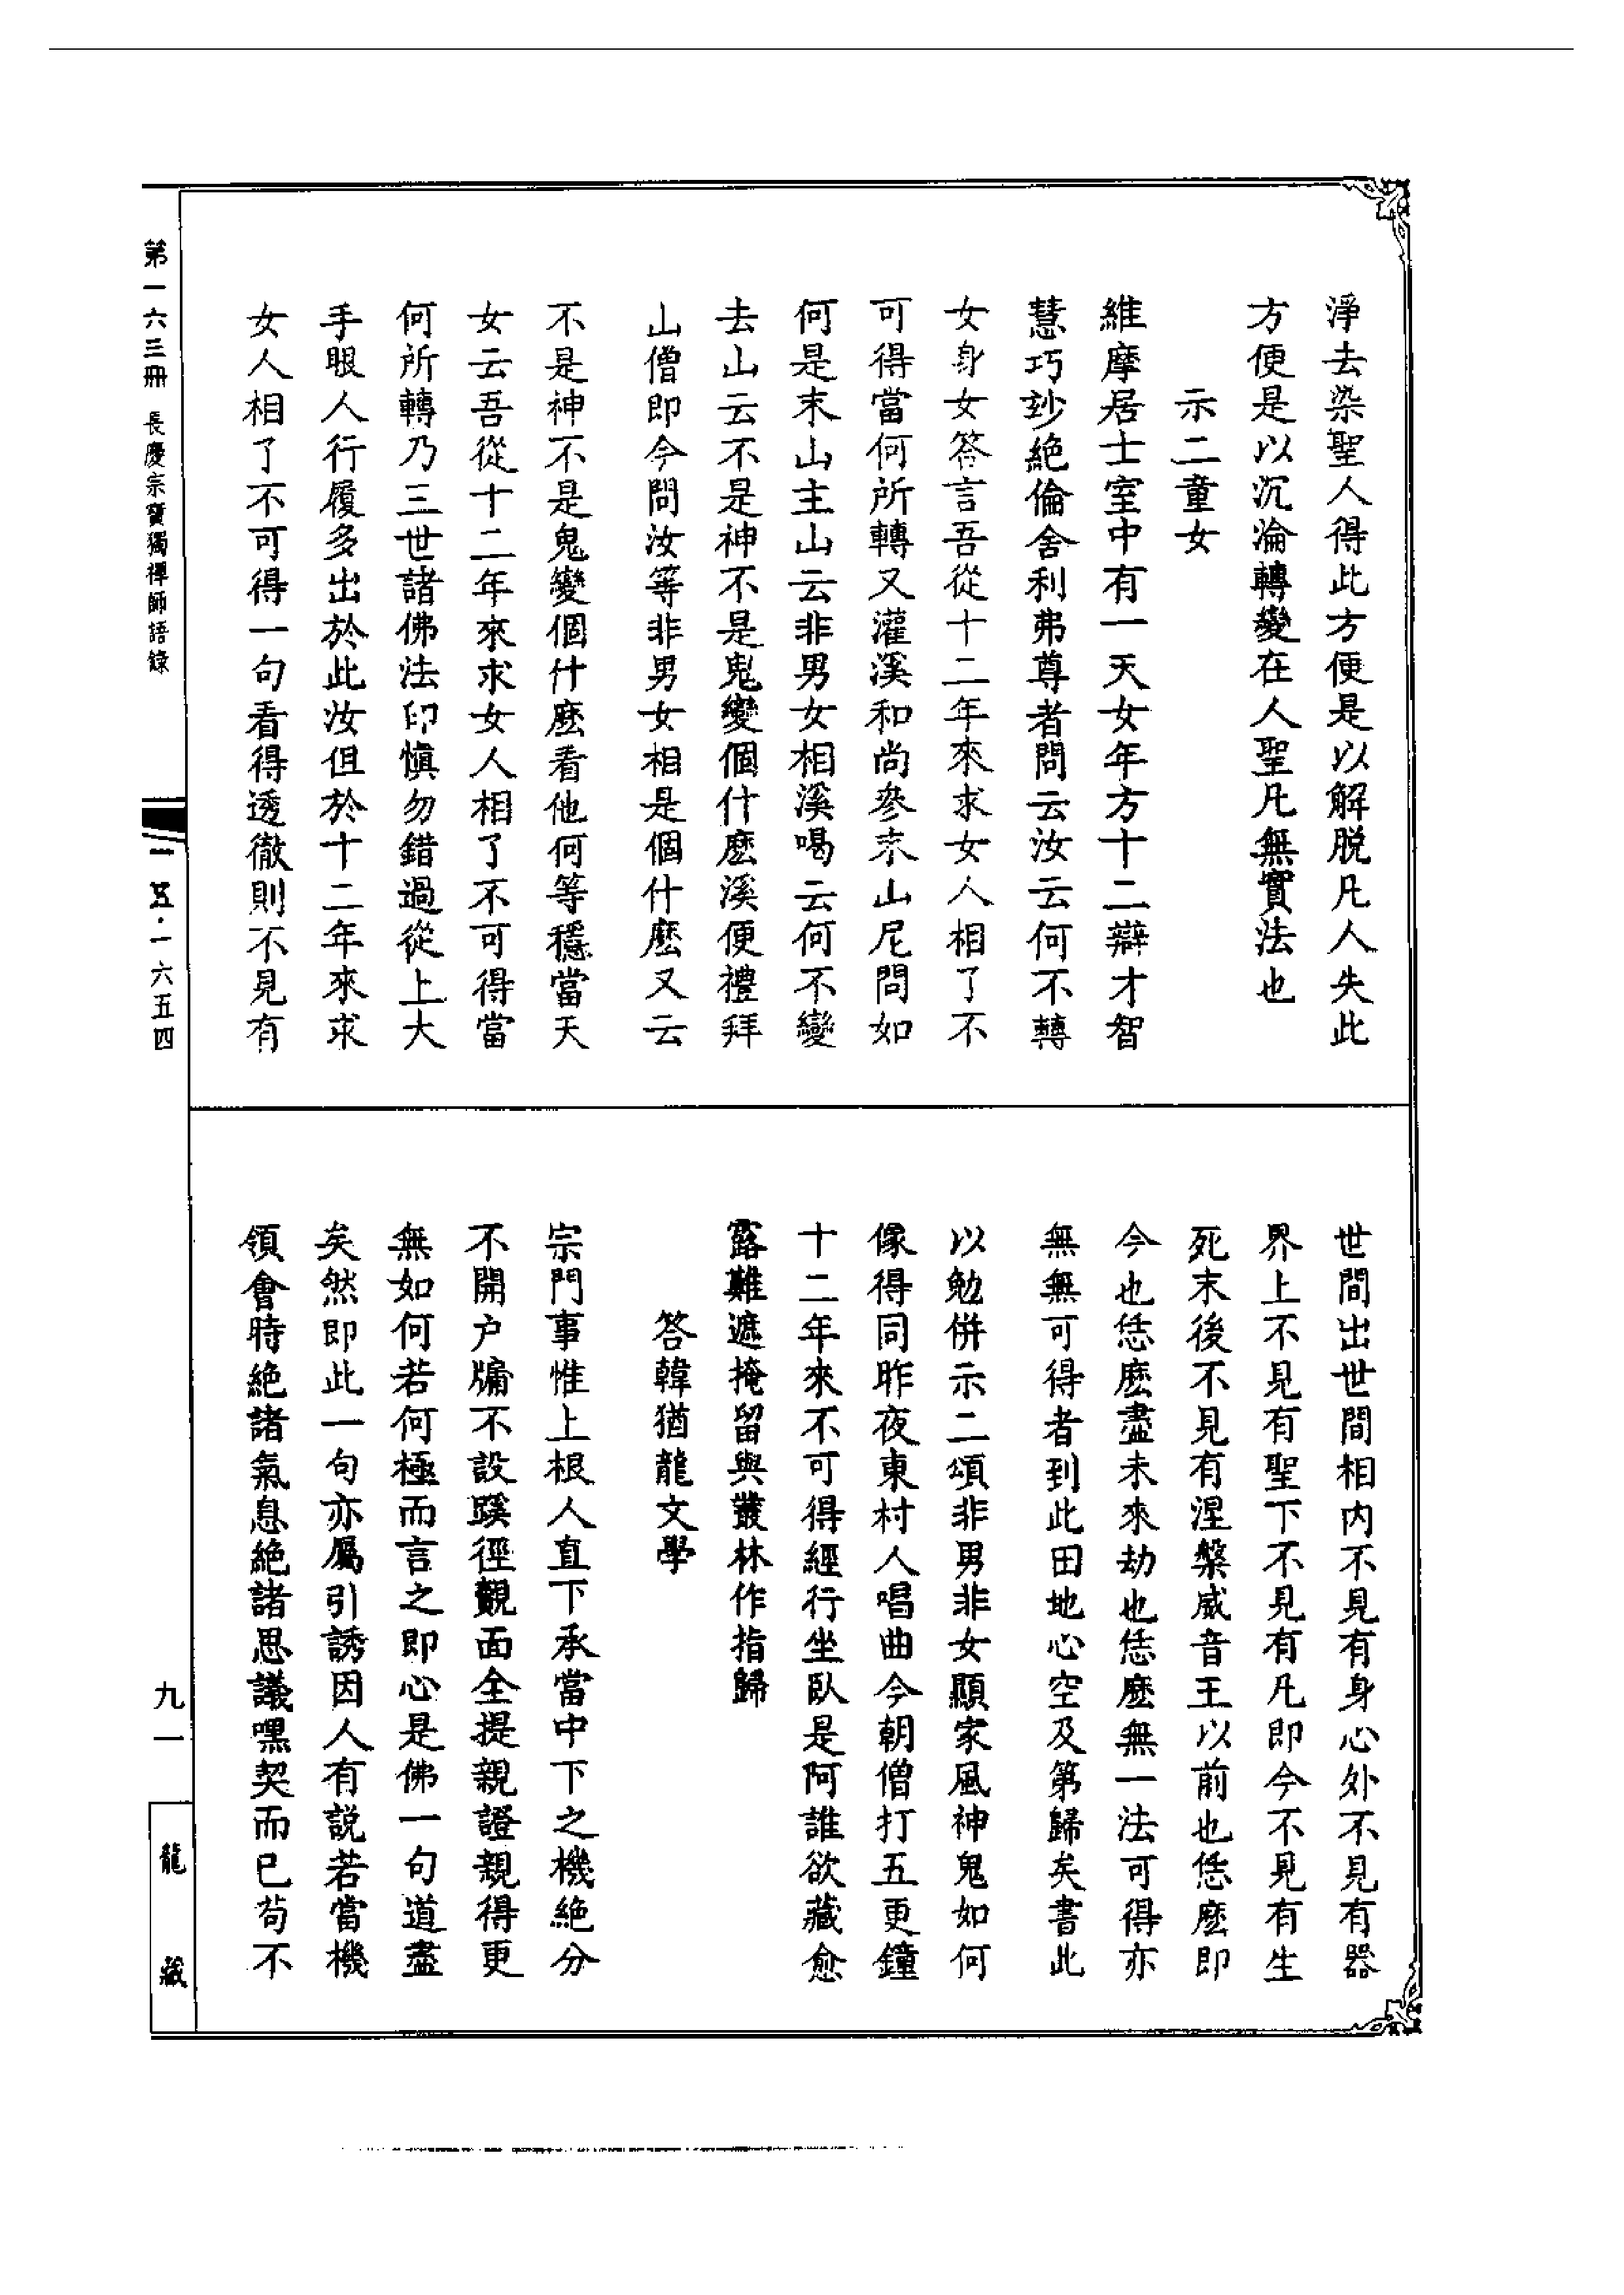 淨去染聖人得此方便是以解脫凡人失此
方便是以沉淪轉變在人聖凡無實法也
示二童女
維摩居士室中有一天女年方十二辯才智
慧巧玅絕倫舍利弗尊者問云汝云何不轉
女身女答言吾從十二年來求女人相了不
可得當何所轉又灌溪和尚參末山尼問如
何是末山主山云非男女相溪喝云何不變
去山云不是神不是鬼變個什麼溪便禮拜
山僧即今問汝等非男女相是個什麼又云
不是神不是鬼變個什麼看他何等穩當天
女云吾從十二年來求女人相了不可得當
何所轉乃三世諸佛法印愼勿錯過從上大
手眼人行履多出於此汝但於十二年來求
女人相了不可得一句看得透徹則不見有
世間出世間相內不見有身心外不見有器
界上不見有聖下不見有凡即今不見有生
死末後不見有涅槃威音王以前也恁麼即
今也恁麼盡未來劫也恁麼無一法可得亦
無無可得者到此田地心空及第歸矣書此
以勉併示二頌非男非女顯家風神鬼如何
像得同昨夜東村人唱曲今朝僧打五更鐘
十二年來不可得經行坐臥是阿誰欲藏愈
露難遮掩留與叢林作指歸
答韓猶龍文學
宗門事惟上根人直下承當中下之機絕分
不開户牖不設蹊徑覿面全提親證親得更
無如何若何極而言之即心是佛一句道盡
矣然即此一句亦屬引誘因人有説若當機
領會時絕諸氣息絕諸思議嘿契而已苟不
第一六三冊 長慶宗寶獨禪師語錄
一五·一六五四
九一
龍藏